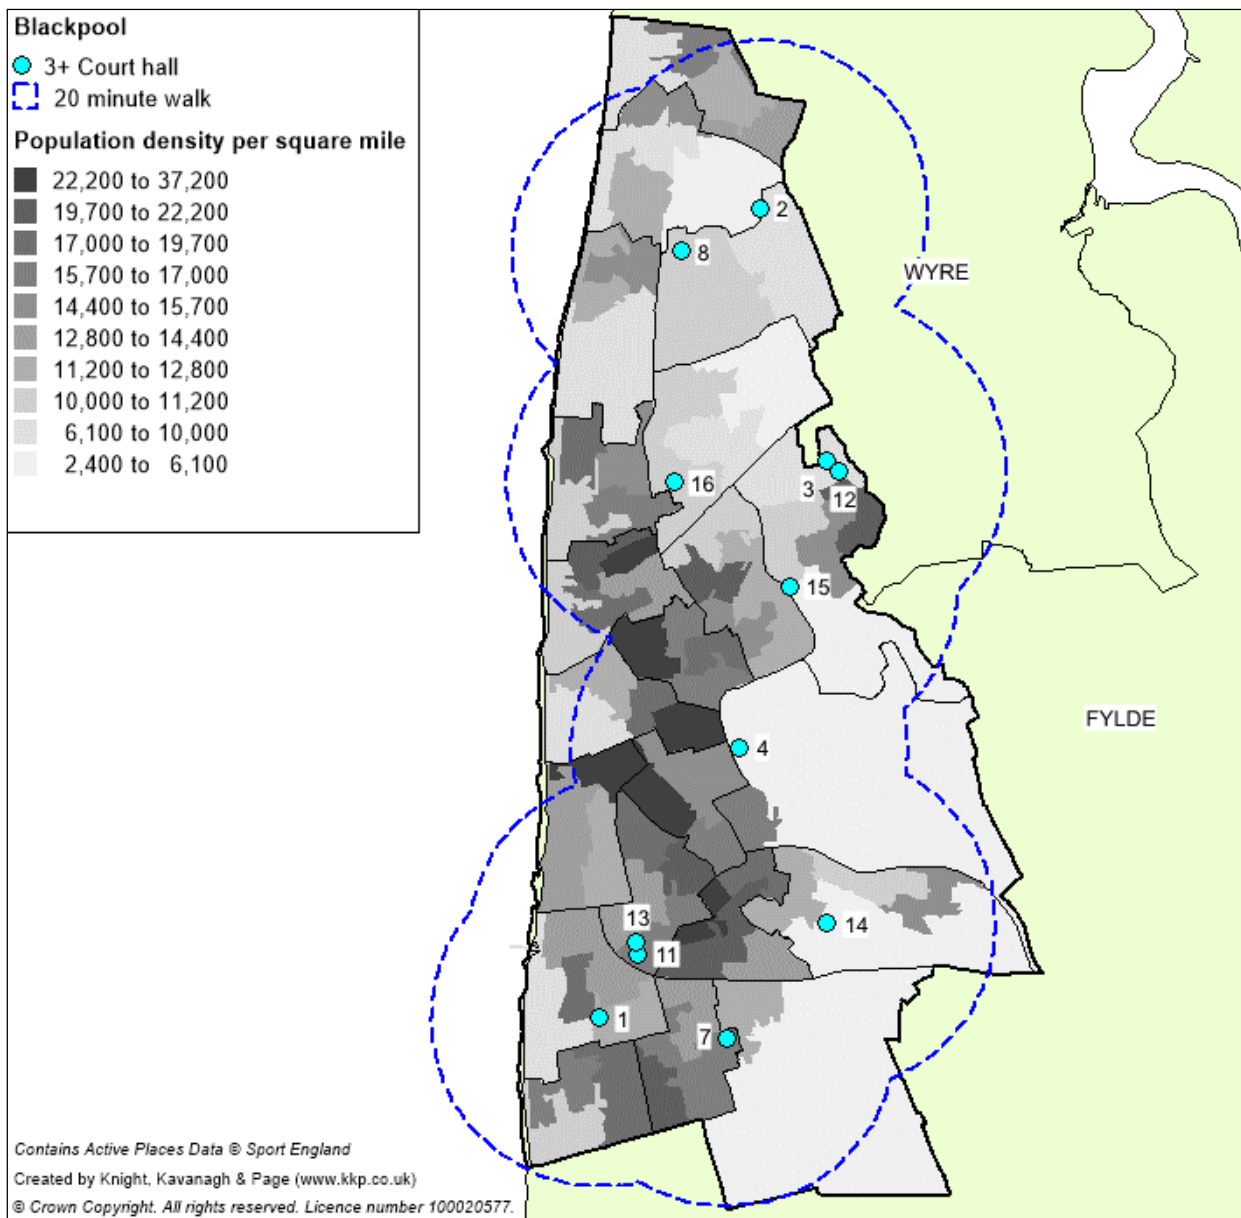 Blackpool
3+ Court hall
20 minute walk
Population density per square mile
22,200 to 37,200
19,700 to 22,200
17,000 to 19,700
15,700 to 17,000
14,400 to 15,700
12,800 to 14,400
11,200 to 12,800
10,000 to 11,200
6,100 to 10,000
2,400 to 6,100
2
8
WYRE
16
3
12
15
FYLDE
4
13
14
11
1
7
Contains Active Places Data © Sport England
Created by Knight, Kavanagh & Page (www.kkp.co.uk)
© Crown Copyright. All rights reserved. Licence number 100020577.